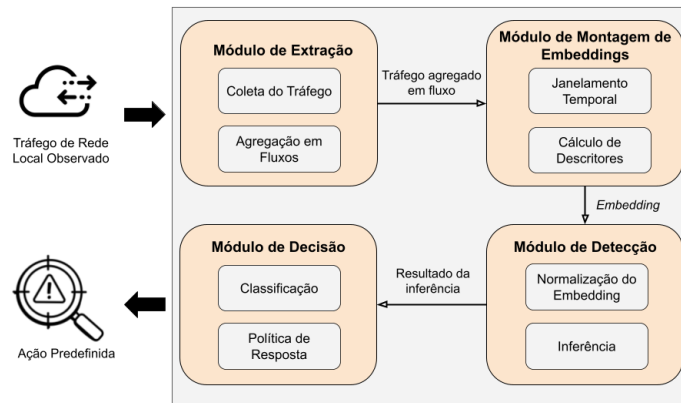 Tráfego de Rede
Local Observado
Módulo de Extração
Coleta do Tráfego
Agregação em
Fluxos
Tráfego agregado
em fluxo
Módulo de Montagem de
Embeddings
Janelamento
Temporal
Cálculo de
Descritores
Embedding
Módulo de Detecção
Normalização do
Embedding
Inferência
Resultado da
inferência
Módulo de Decisão
Classificação
Política de
Resposta
Ação Predefinida